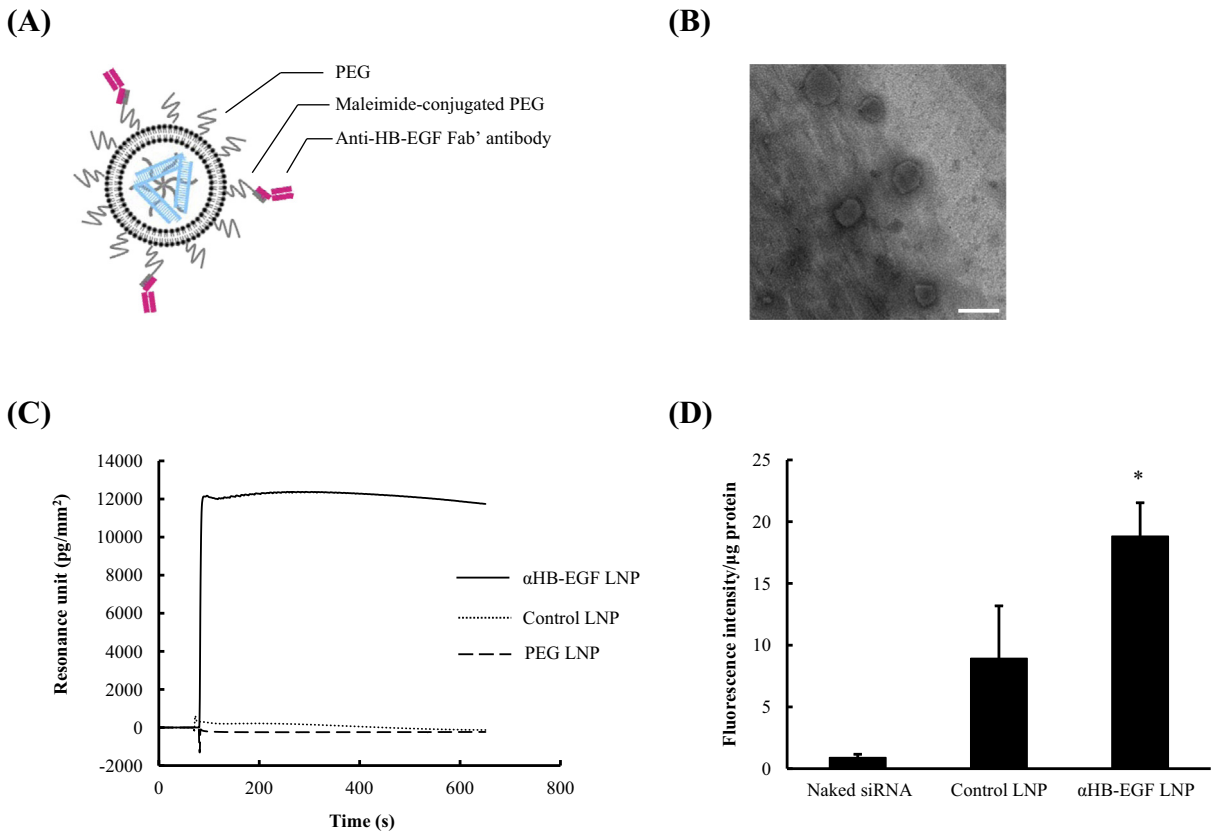 (A)
PEG
Maleimide-conjugated PEG
Anti-HB-EGF Fab’ antibody
(B)
(C)
Resonance unit (pg/mm²)
14000
12000
10000
8000
6000
4000
2000
0
-2000
0 200 400 600 800
Time (s)
αHB-EGF LNP
Control LNP
PEG LNP
(D)
Fluorescence intensity/µg protein
25
20
15
10
5
0
*
Naked siRNA Control LNP αHB-EGF LNP